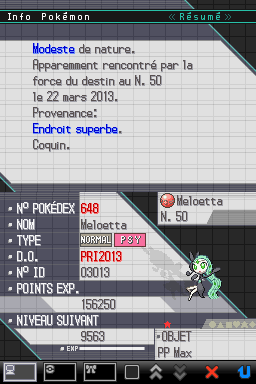 Info Pokémon
Résumé
Modeste de nature.
Apparemment rencontré par la
force du destin au N. 50
le 22 mars 2013.
Provenance:
Endroit superbe.
Coquin.
Meloetta
N. 50
Nº POKÉDEX 648
NOM Meloetta
TYPE NORMAL PSY
D.O. PRI2013
Nº ID 03013
POINTS EXP.
156250
NIVEAU SUIVANT
9563
EXP
OBJET
PP Max